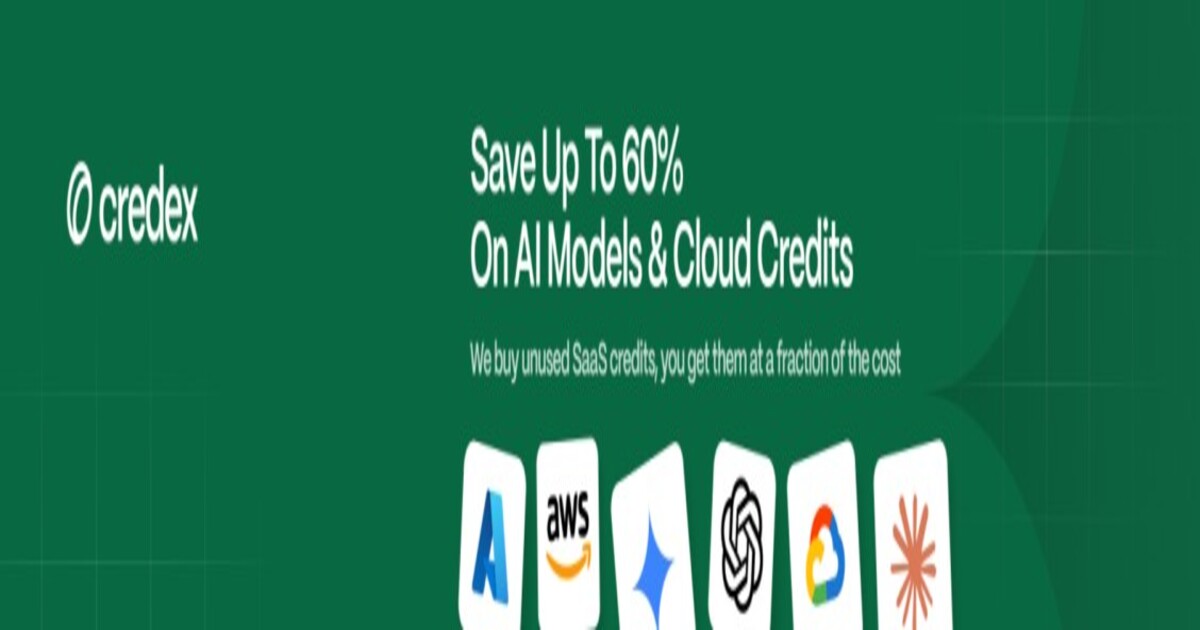 credex
Save Up To 60%
On AI Models & Cloud Credits
We buy unused SaaS credits, you get them at a fraction of the cost
aws